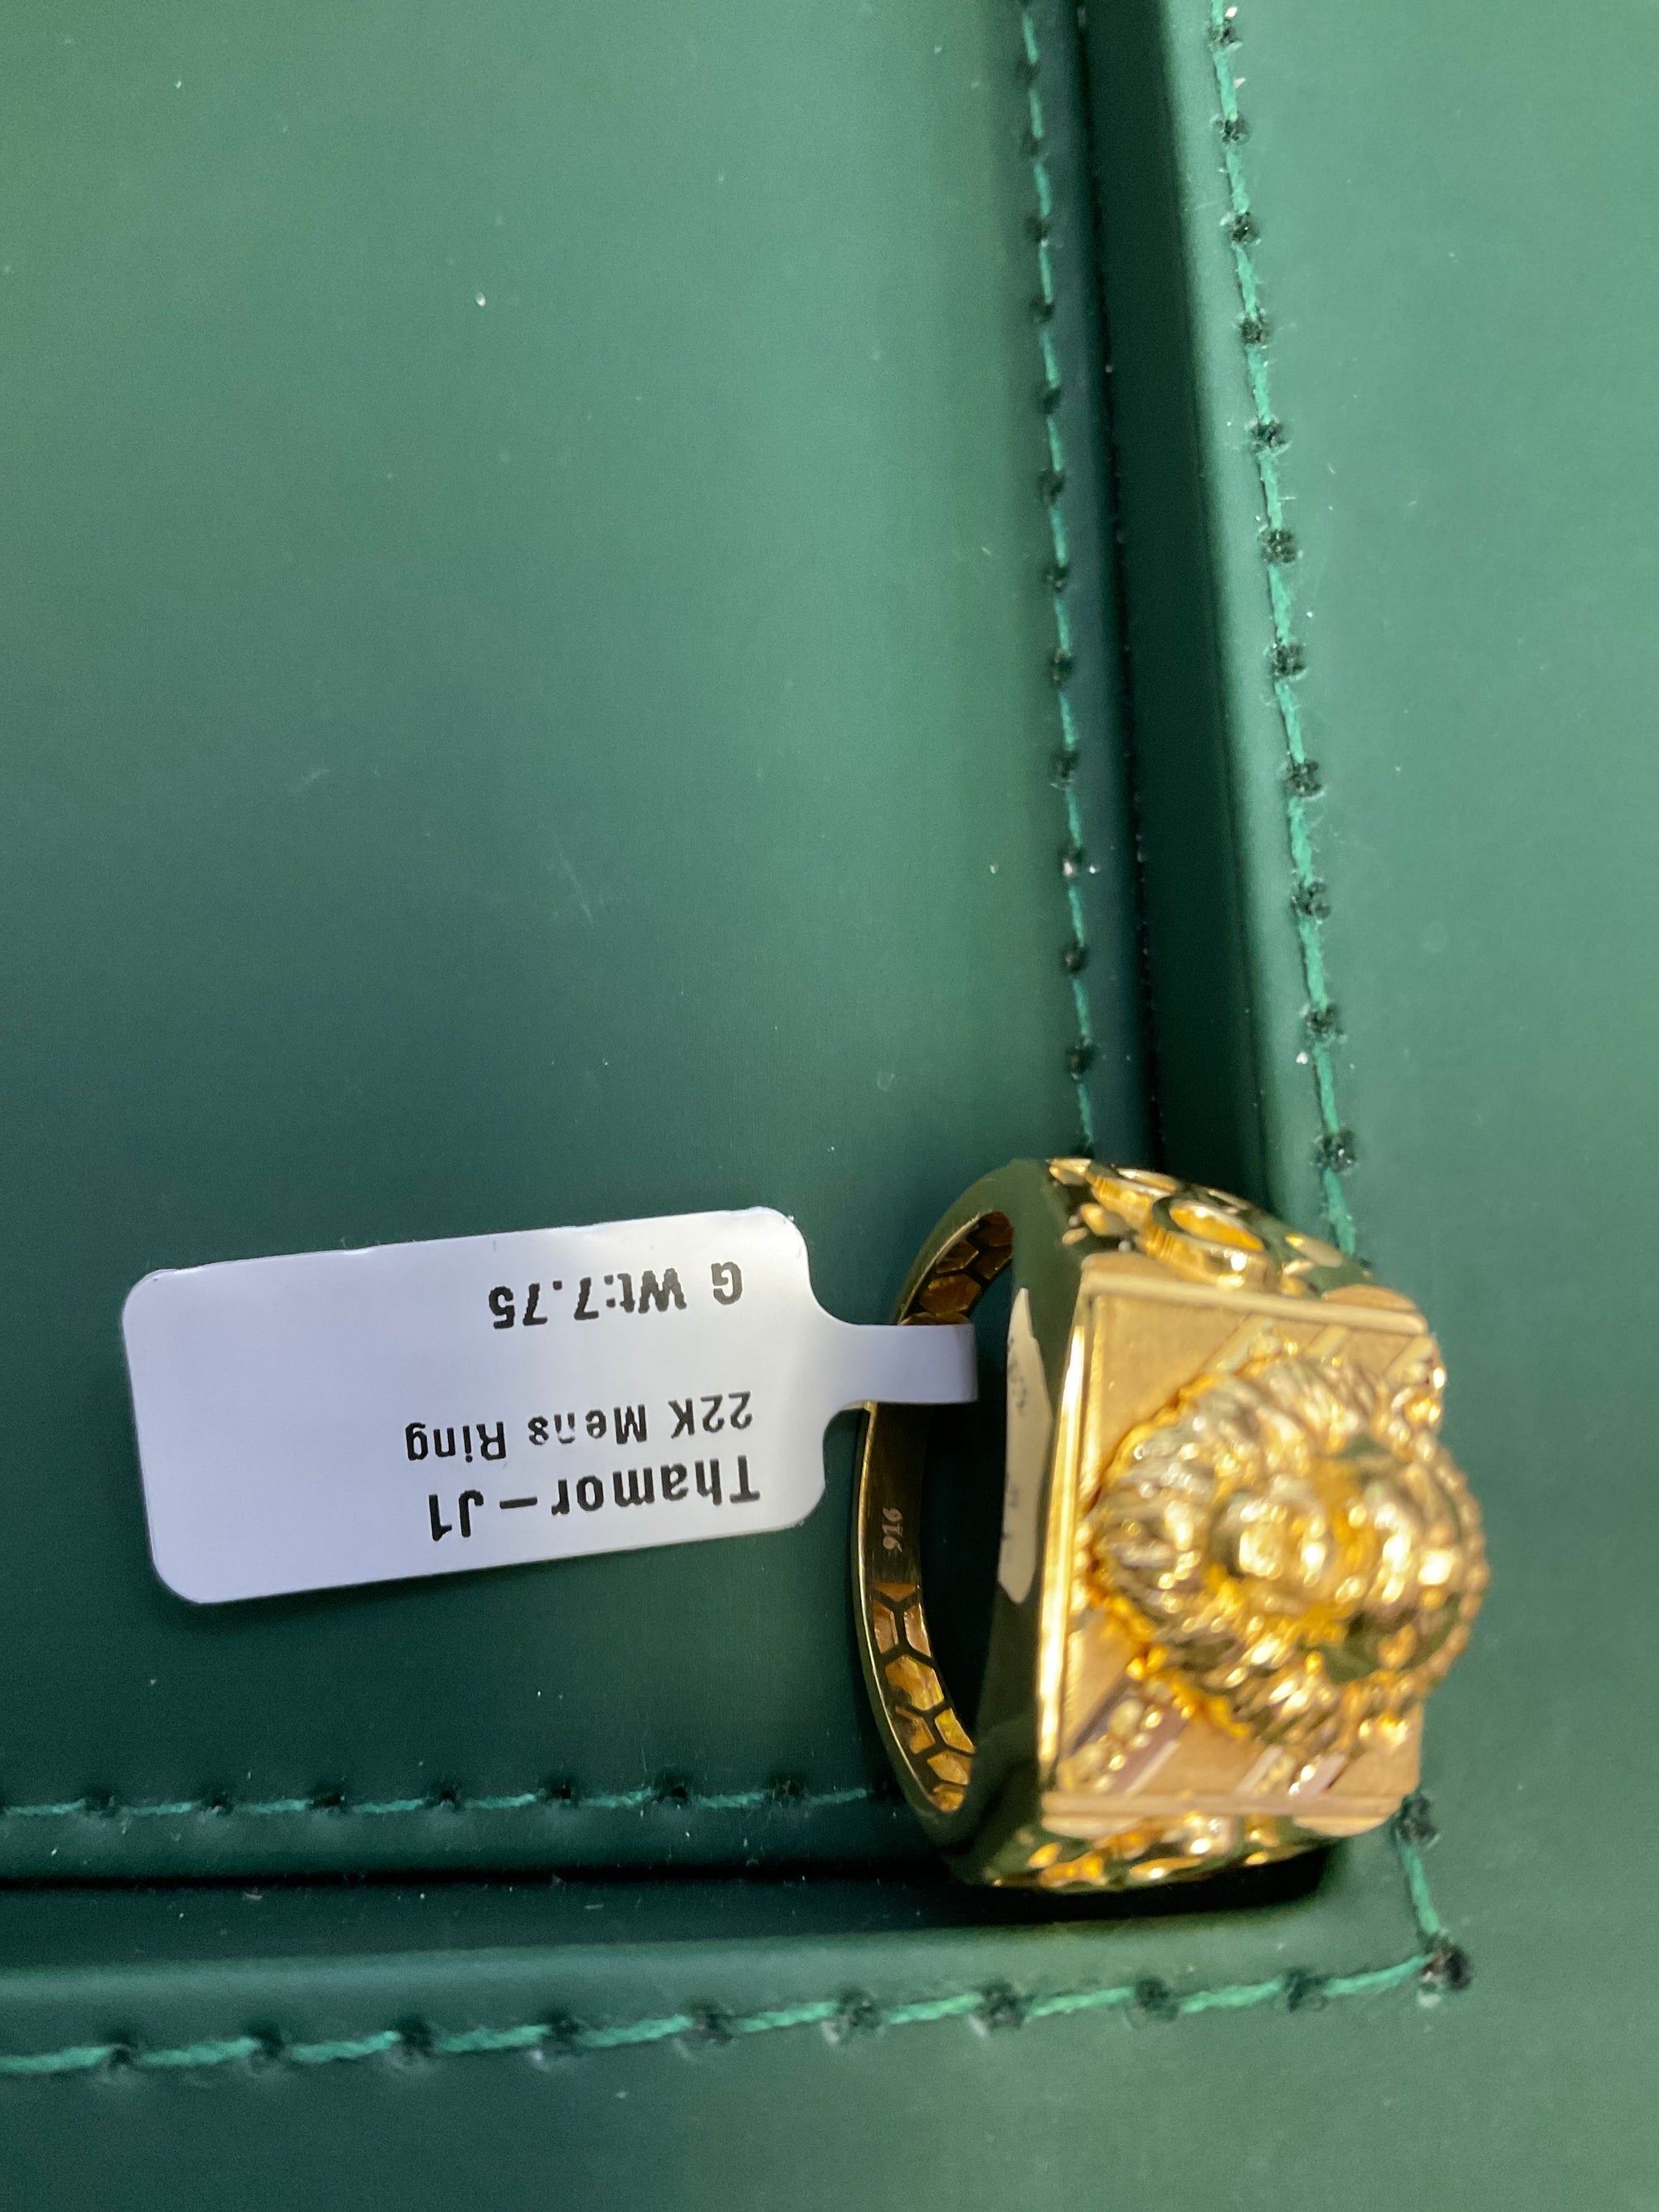 Thamor-J1
22K Mens Ring
G Wt:7.75
916